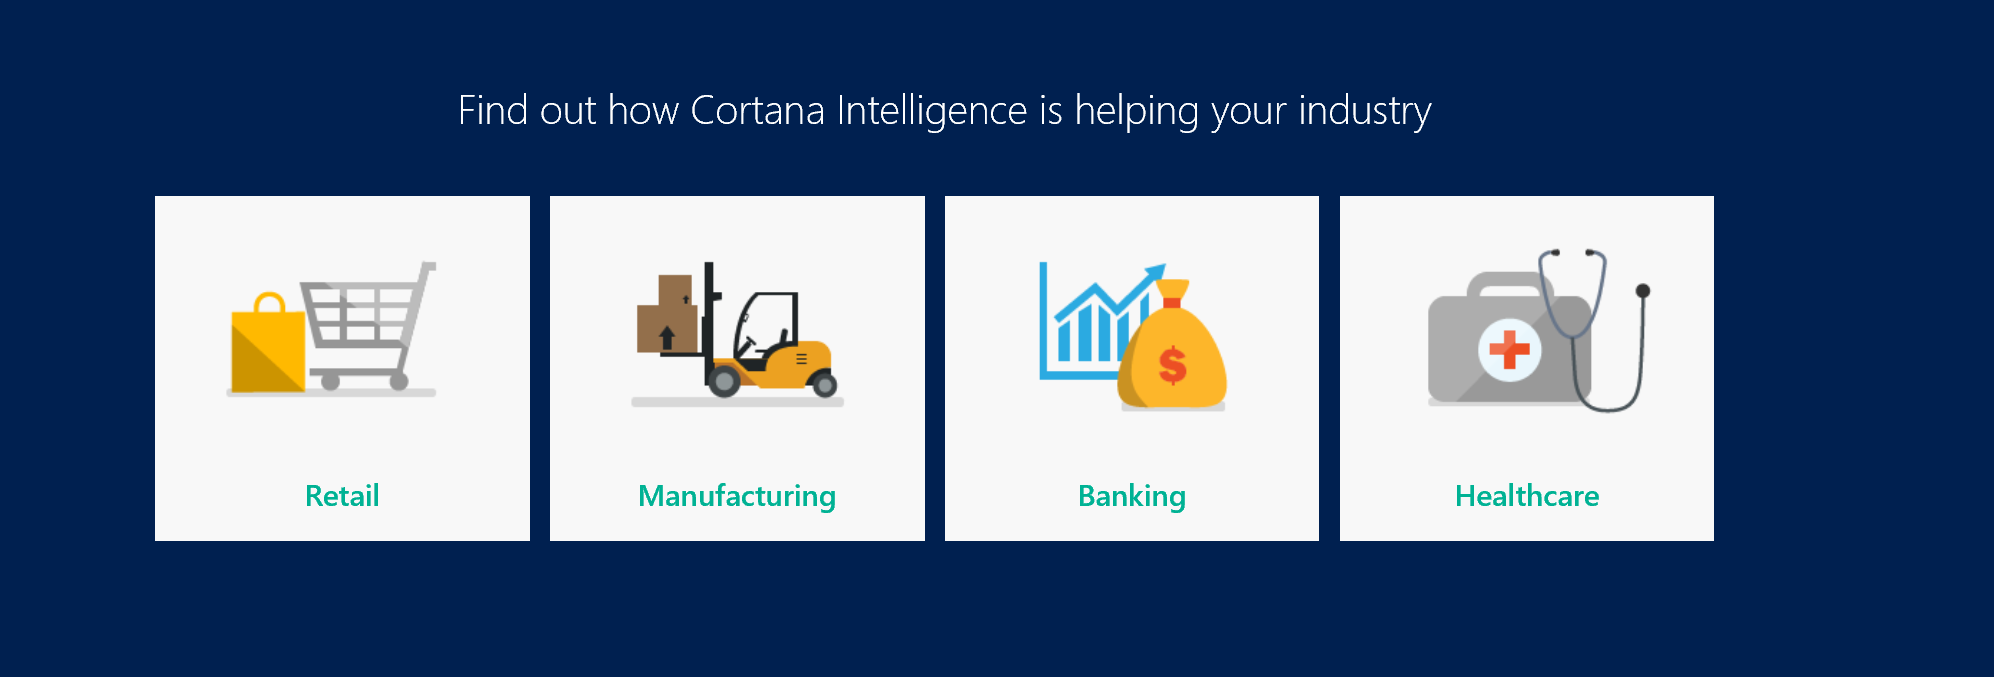 Find out how Cortana Intelligence is helping your industry
$
Retail
Manufacturing
Banking
Healthcare